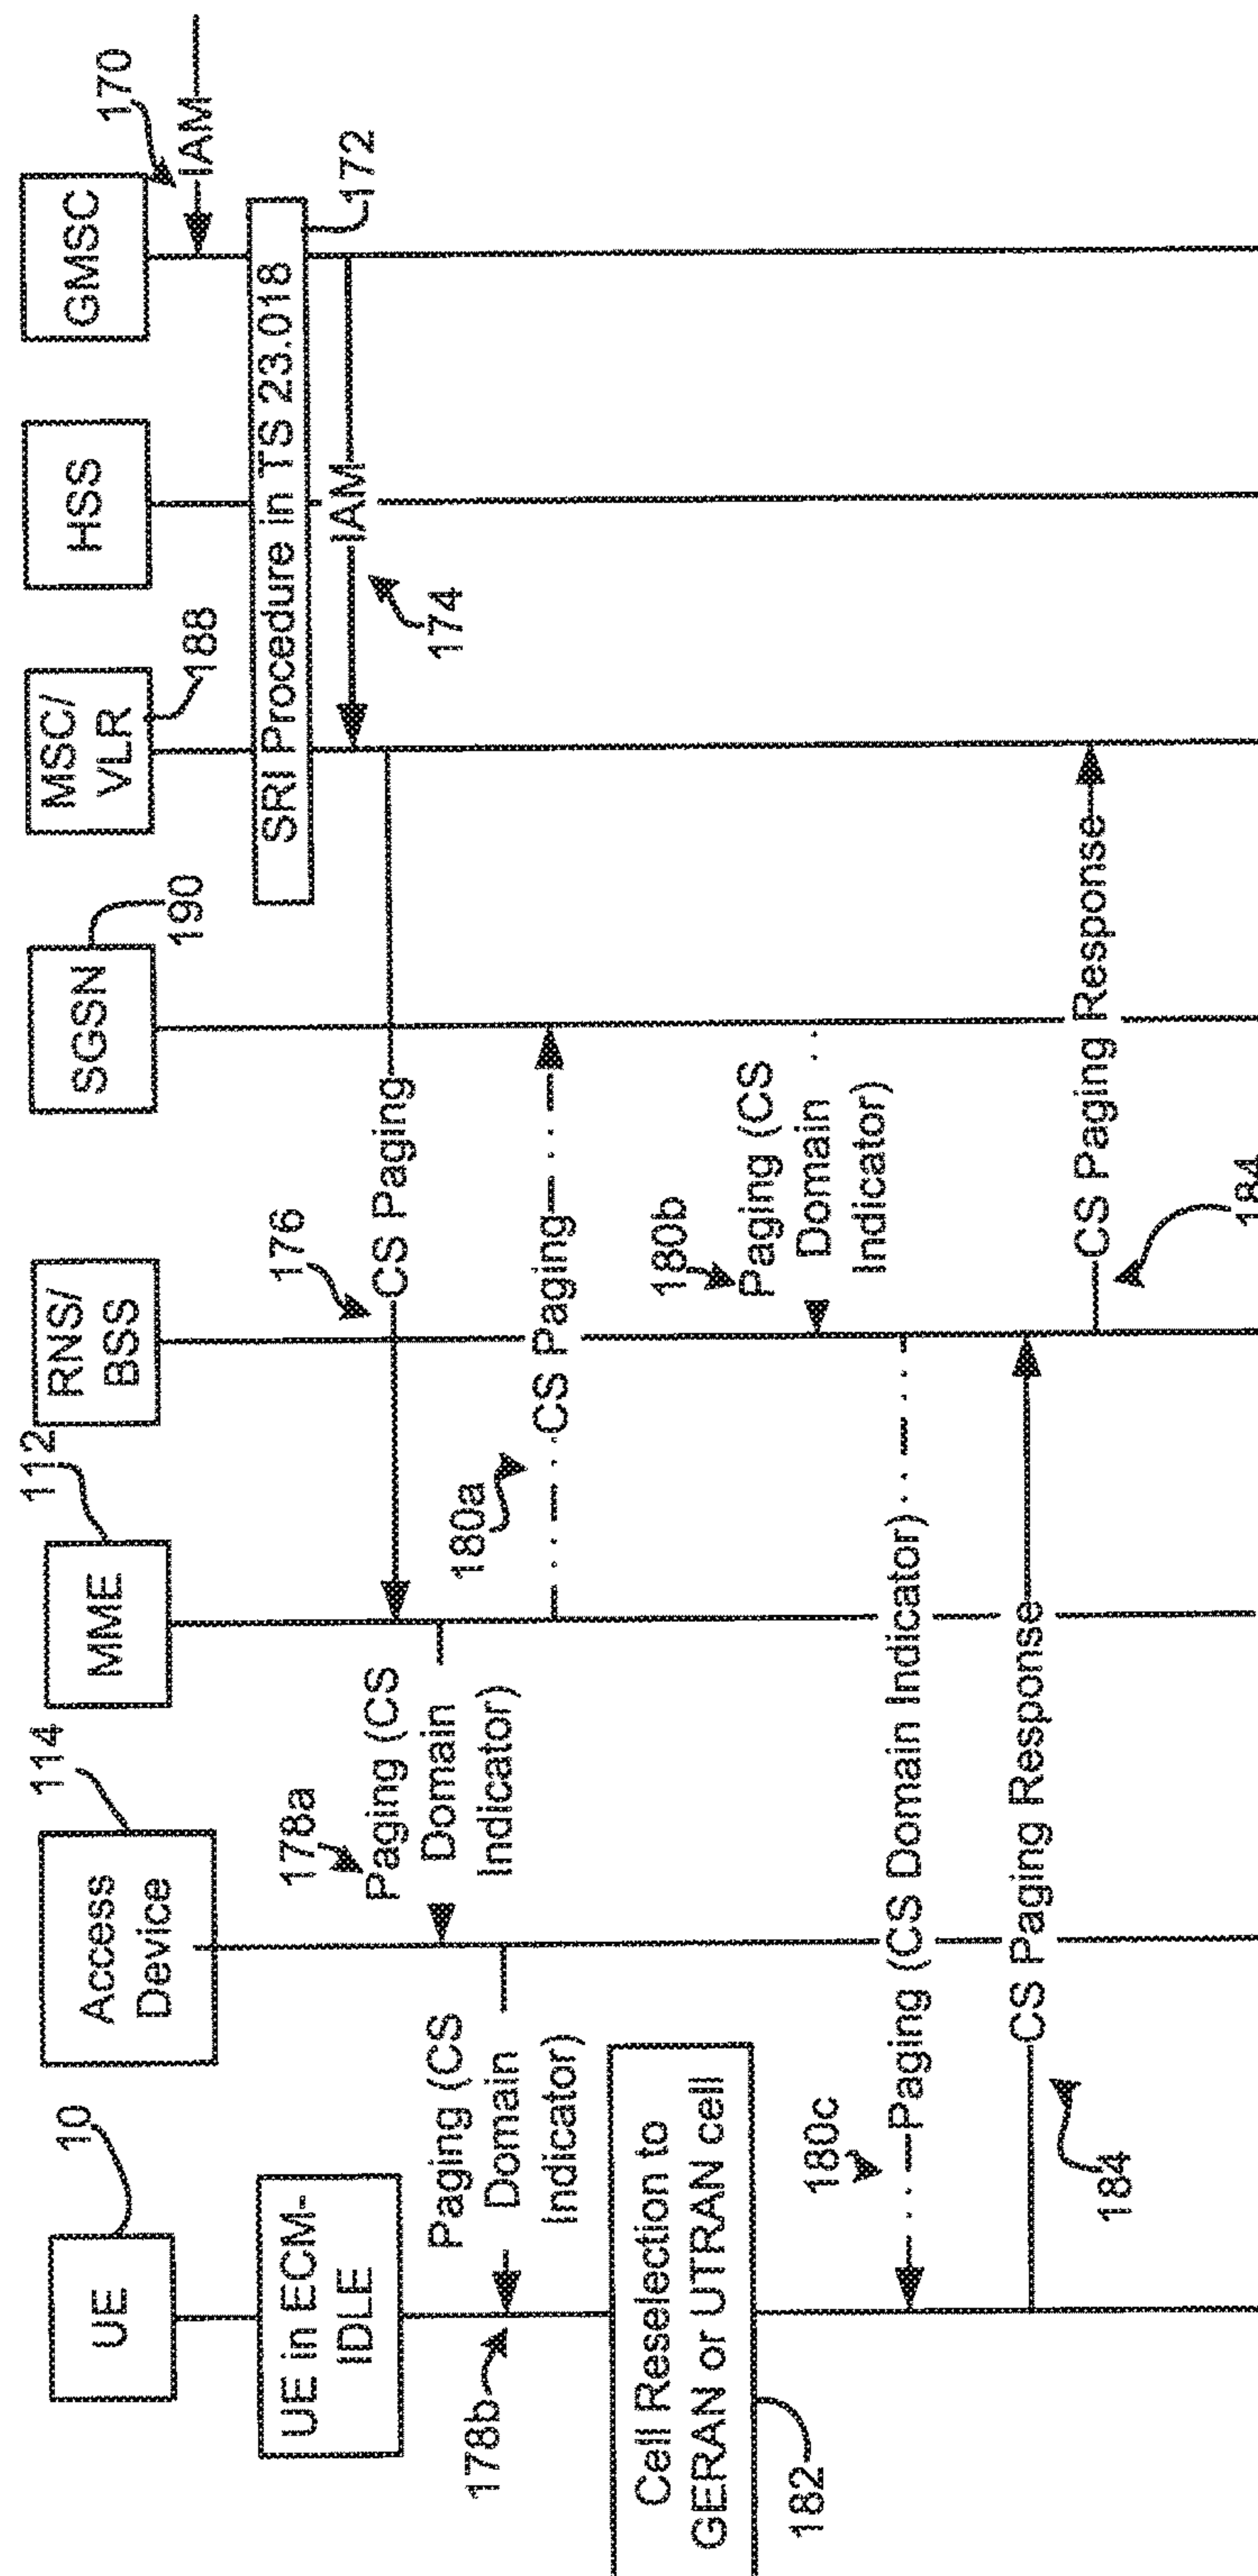 UE
10
Access
Device
114
MME
112
RNS/
BSS
SGSN
190
MSC/
VLR
188
HSS
GMSC
170
IAM
UE in ECM-
IDLE
SRI Procedure in TS 23.018
172
IAM
174
176
CS Paging
178a
Paging (CS
Domain
Indicator)
178b
Paging (CS
Domain
Indicator)
180a
CS Paging
Cell Reselection to
GERAN or UTRAN cell
182
180b
Paging (CS
Domain
Indicator)
180c
Paging (CS Domain Indicator)
CS Paging Response
184
CS Paging Response
184